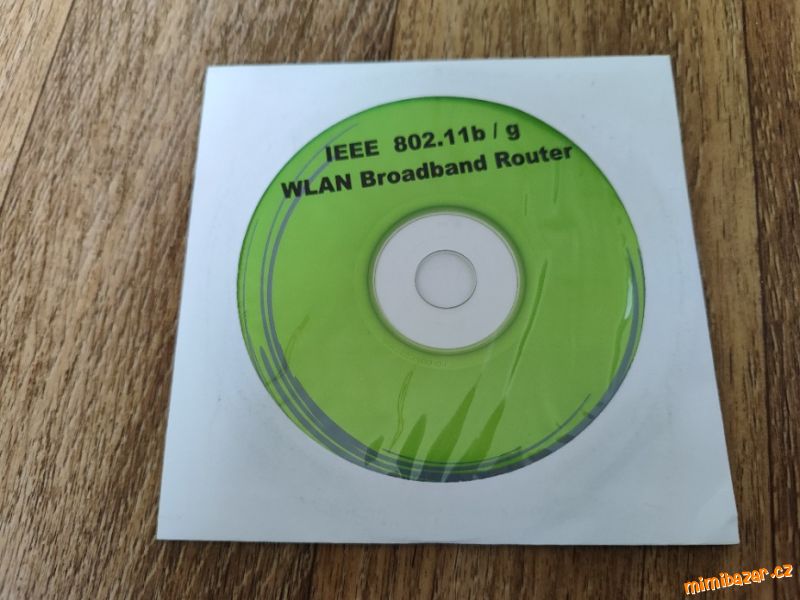 IEEE 802.11b / g
WLAN Broadband Router
mimibazar.cz